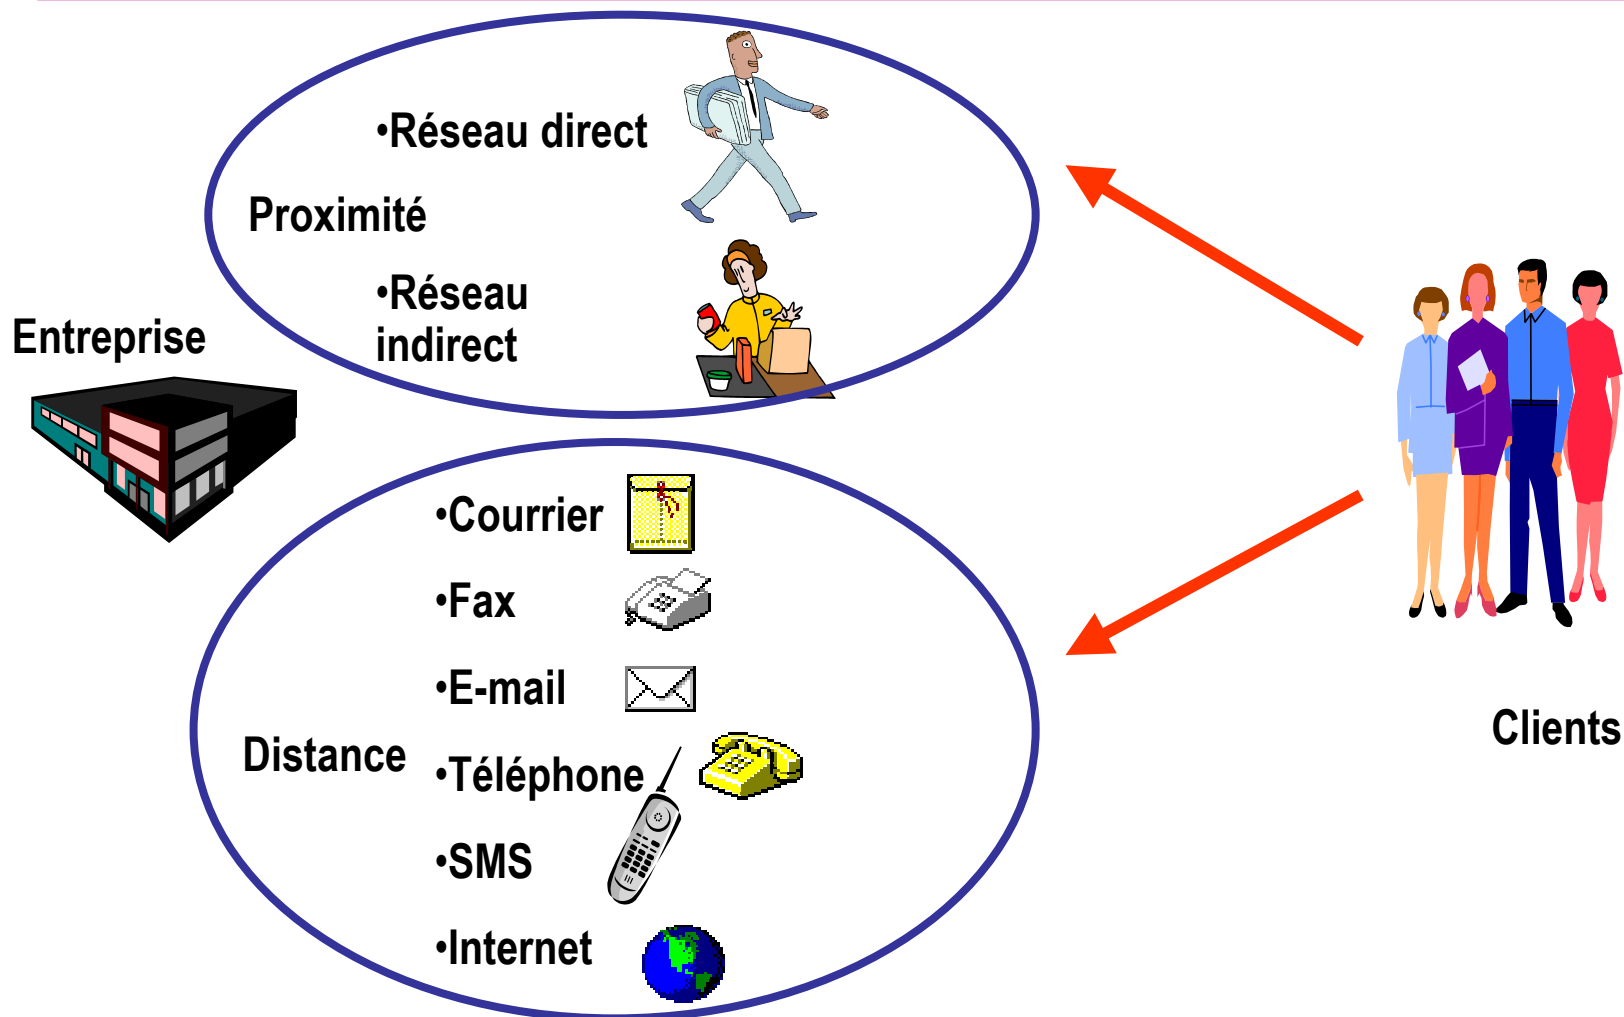 •Réseau direct
Proximité
•Réseau
indirect
Entreprise
•Courrier
•Fax
•E-mail
Distance
•Téléphone
•SMS
•Internet
Clients